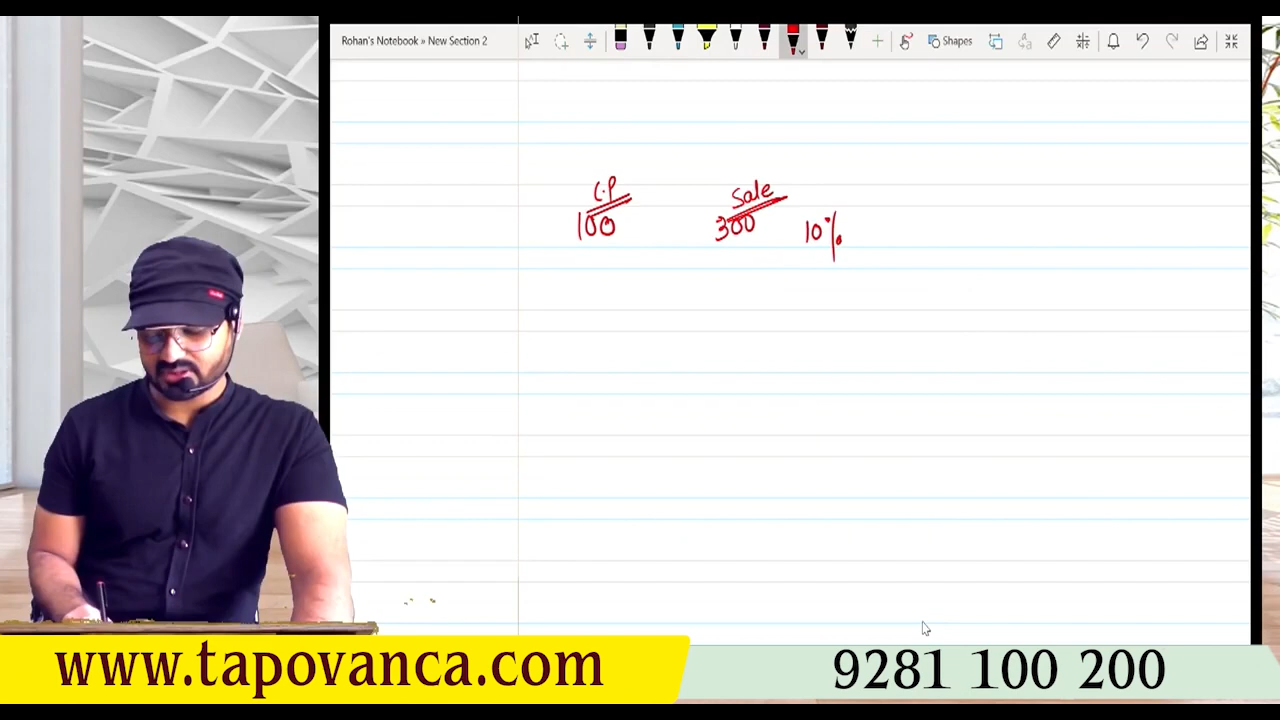 Rohan's Notebook » New Section 2
Shapes
C.P Sale
100 300 10%
www.tapovanca.com
9281 100 200